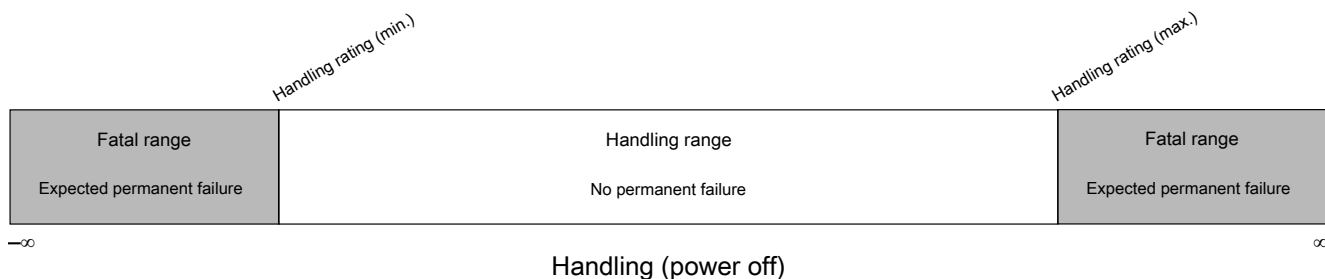 Handling rating (min.)
Handling rating (max.)
Fatal range
Handling range
Fatal range
Expected permanent failure
No permanent failure
Expected permanent failure
–∞
∞
Handling (power off)